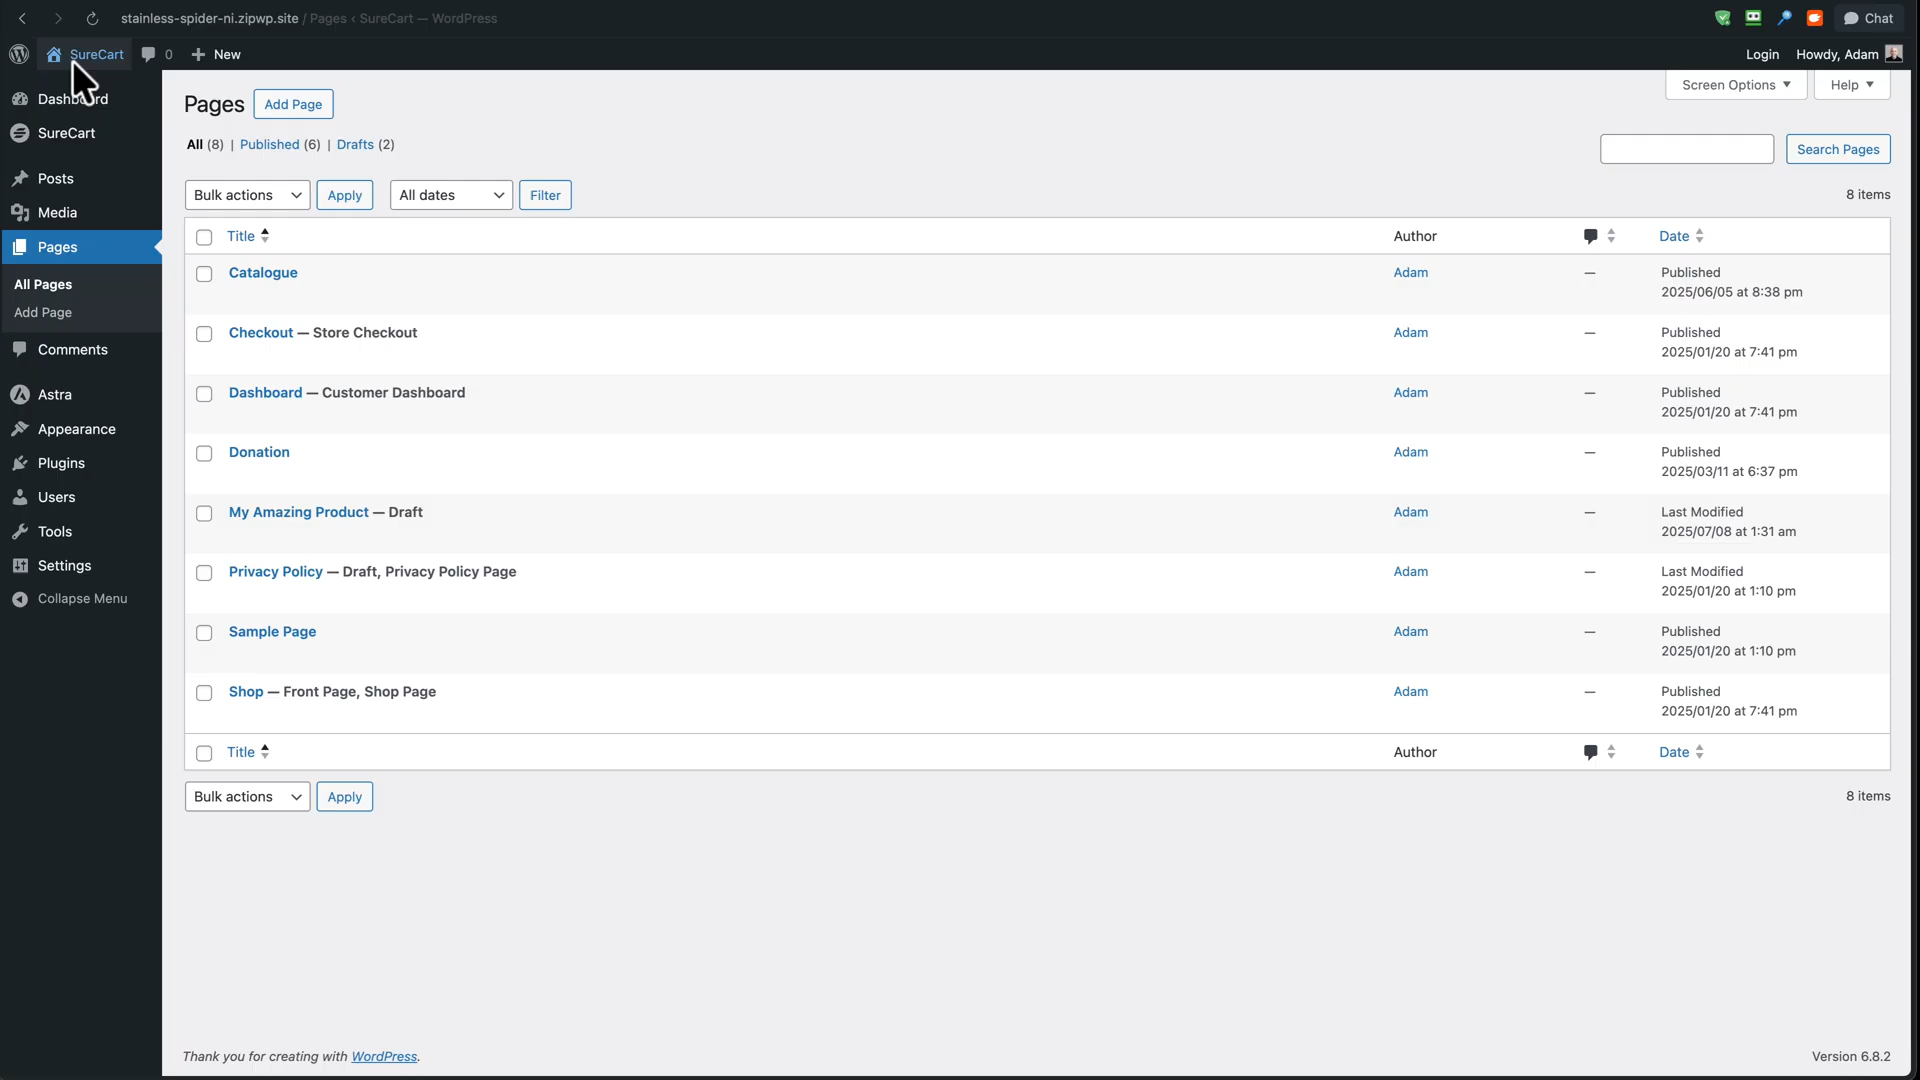 stainless-spider-ni.zipwp.site / Pages ‹ SureCart — WordPress
Chat
SureCart
0
New
Login
Howdy, Adam
Dashboard
SureCart
Posts
Media
Pages
All Pages
Add Page
Comments
Astra
Appearance
Plugins
Users
Tools
Settings
Collapse Menu
Screen Options
Help
Pages
Add Page
All (8) | Published (6) | Drafts (2)
Search Pages
Bulk actions
Apply
All dates
Filter
8 items
Title
Author
Date
Catalogue
Adam
—
Published
2025/06/05 at 8:38 pm
Checkout — Store Checkout
Adam
—
Published
2025/01/20 at 7:41 pm
Dashboard — Customer Dashboard
Adam
—
Published
2025/01/20 at 7:41 pm
Donation
Adam
—
Published
2025/03/11 at 6:37 pm
My Amazing Product — Draft
Adam
—
Last Modified
2025/07/08 at 1:31 am
Privacy Policy — Draft, Privacy Policy Page
Adam
—
Last Modified
2025/01/20 at 1:10 pm
Sample Page
Adam
—
Published
2025/01/20 at 1:10 pm
Shop — Front Page, Shop Page
Adam
—
Published
2025/01/20 at 7:41 pm
Title
Author
Date
Bulk actions
Apply
8 items
Thank you for creating with WordPress.
Version 6.8.2